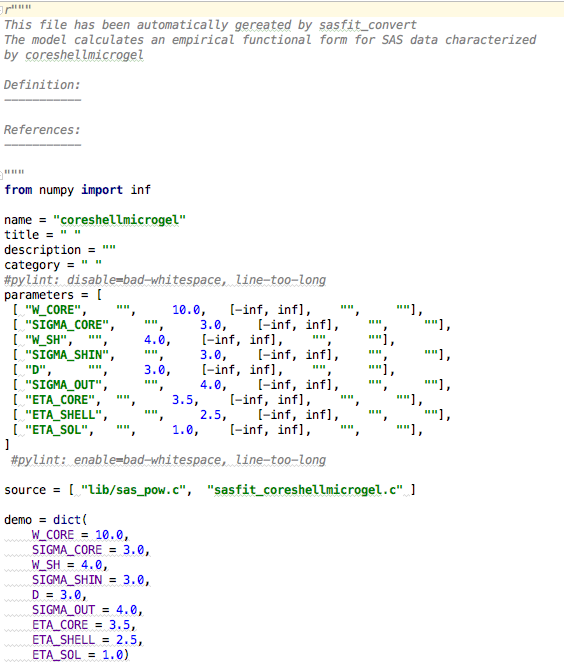 r"""
This file has been automatically gereated by sasfit_convert
The model calculates an empirical functional form for SAS data characterized
by coreshellmicrogel

Definition:
-----------

References:
-----------

"""
from numpy import inf

name = "coreshellmicrogel"
title = " "
description = ""
category = " "
#pylint: disable=bad-whitespace, line-too-long
parameters = [
 [ "W_CORE",    "",     10.0,    [-inf, inf],    "",     ""],
 [ "SIGMA_CORE",    "",     3.0,     [-inf, inf],    "",     ""],
 [ "W_SH",  "",     4.0,     [-inf, inf],    "",     ""],
 [ "SIGMA_SHIN",    "",     3.0,     [-inf, inf],    "",     ""],
 [ "D",     "",     3.0,     [-inf, inf],    "",     ""],
 [ "SIGMA_OUT",     "",     4.0,     [-inf, inf],    "",     ""],
 [ "ETA_CORE",  "",     3.5,     [-inf, inf],    "",     ""],
 [ "ETA_SHELL",     "",     2.5,     [-inf, inf],    "",     ""],
 [ "ETA_SOL",   "",     1.0,     [-inf, inf],    "",     ""],
]
 #pylint: enable=bad-whitespace, line-too-long

source = [ "lib/sas_pow.c",  "sasfit_coreshellmicrogel.c" ]

demo = dict(
    W_CORE = 10.0,
    SIGMA_CORE = 3.0,
    W_SH = 4.0,
    SIGMA_SHIN = 3.0,
    D = 3.0,
    SIGMA_OUT = 4.0,
    ETA_CORE = 3.5,
    ETA_SHELL = 2.5,
    ETA_SOL = 1.0)